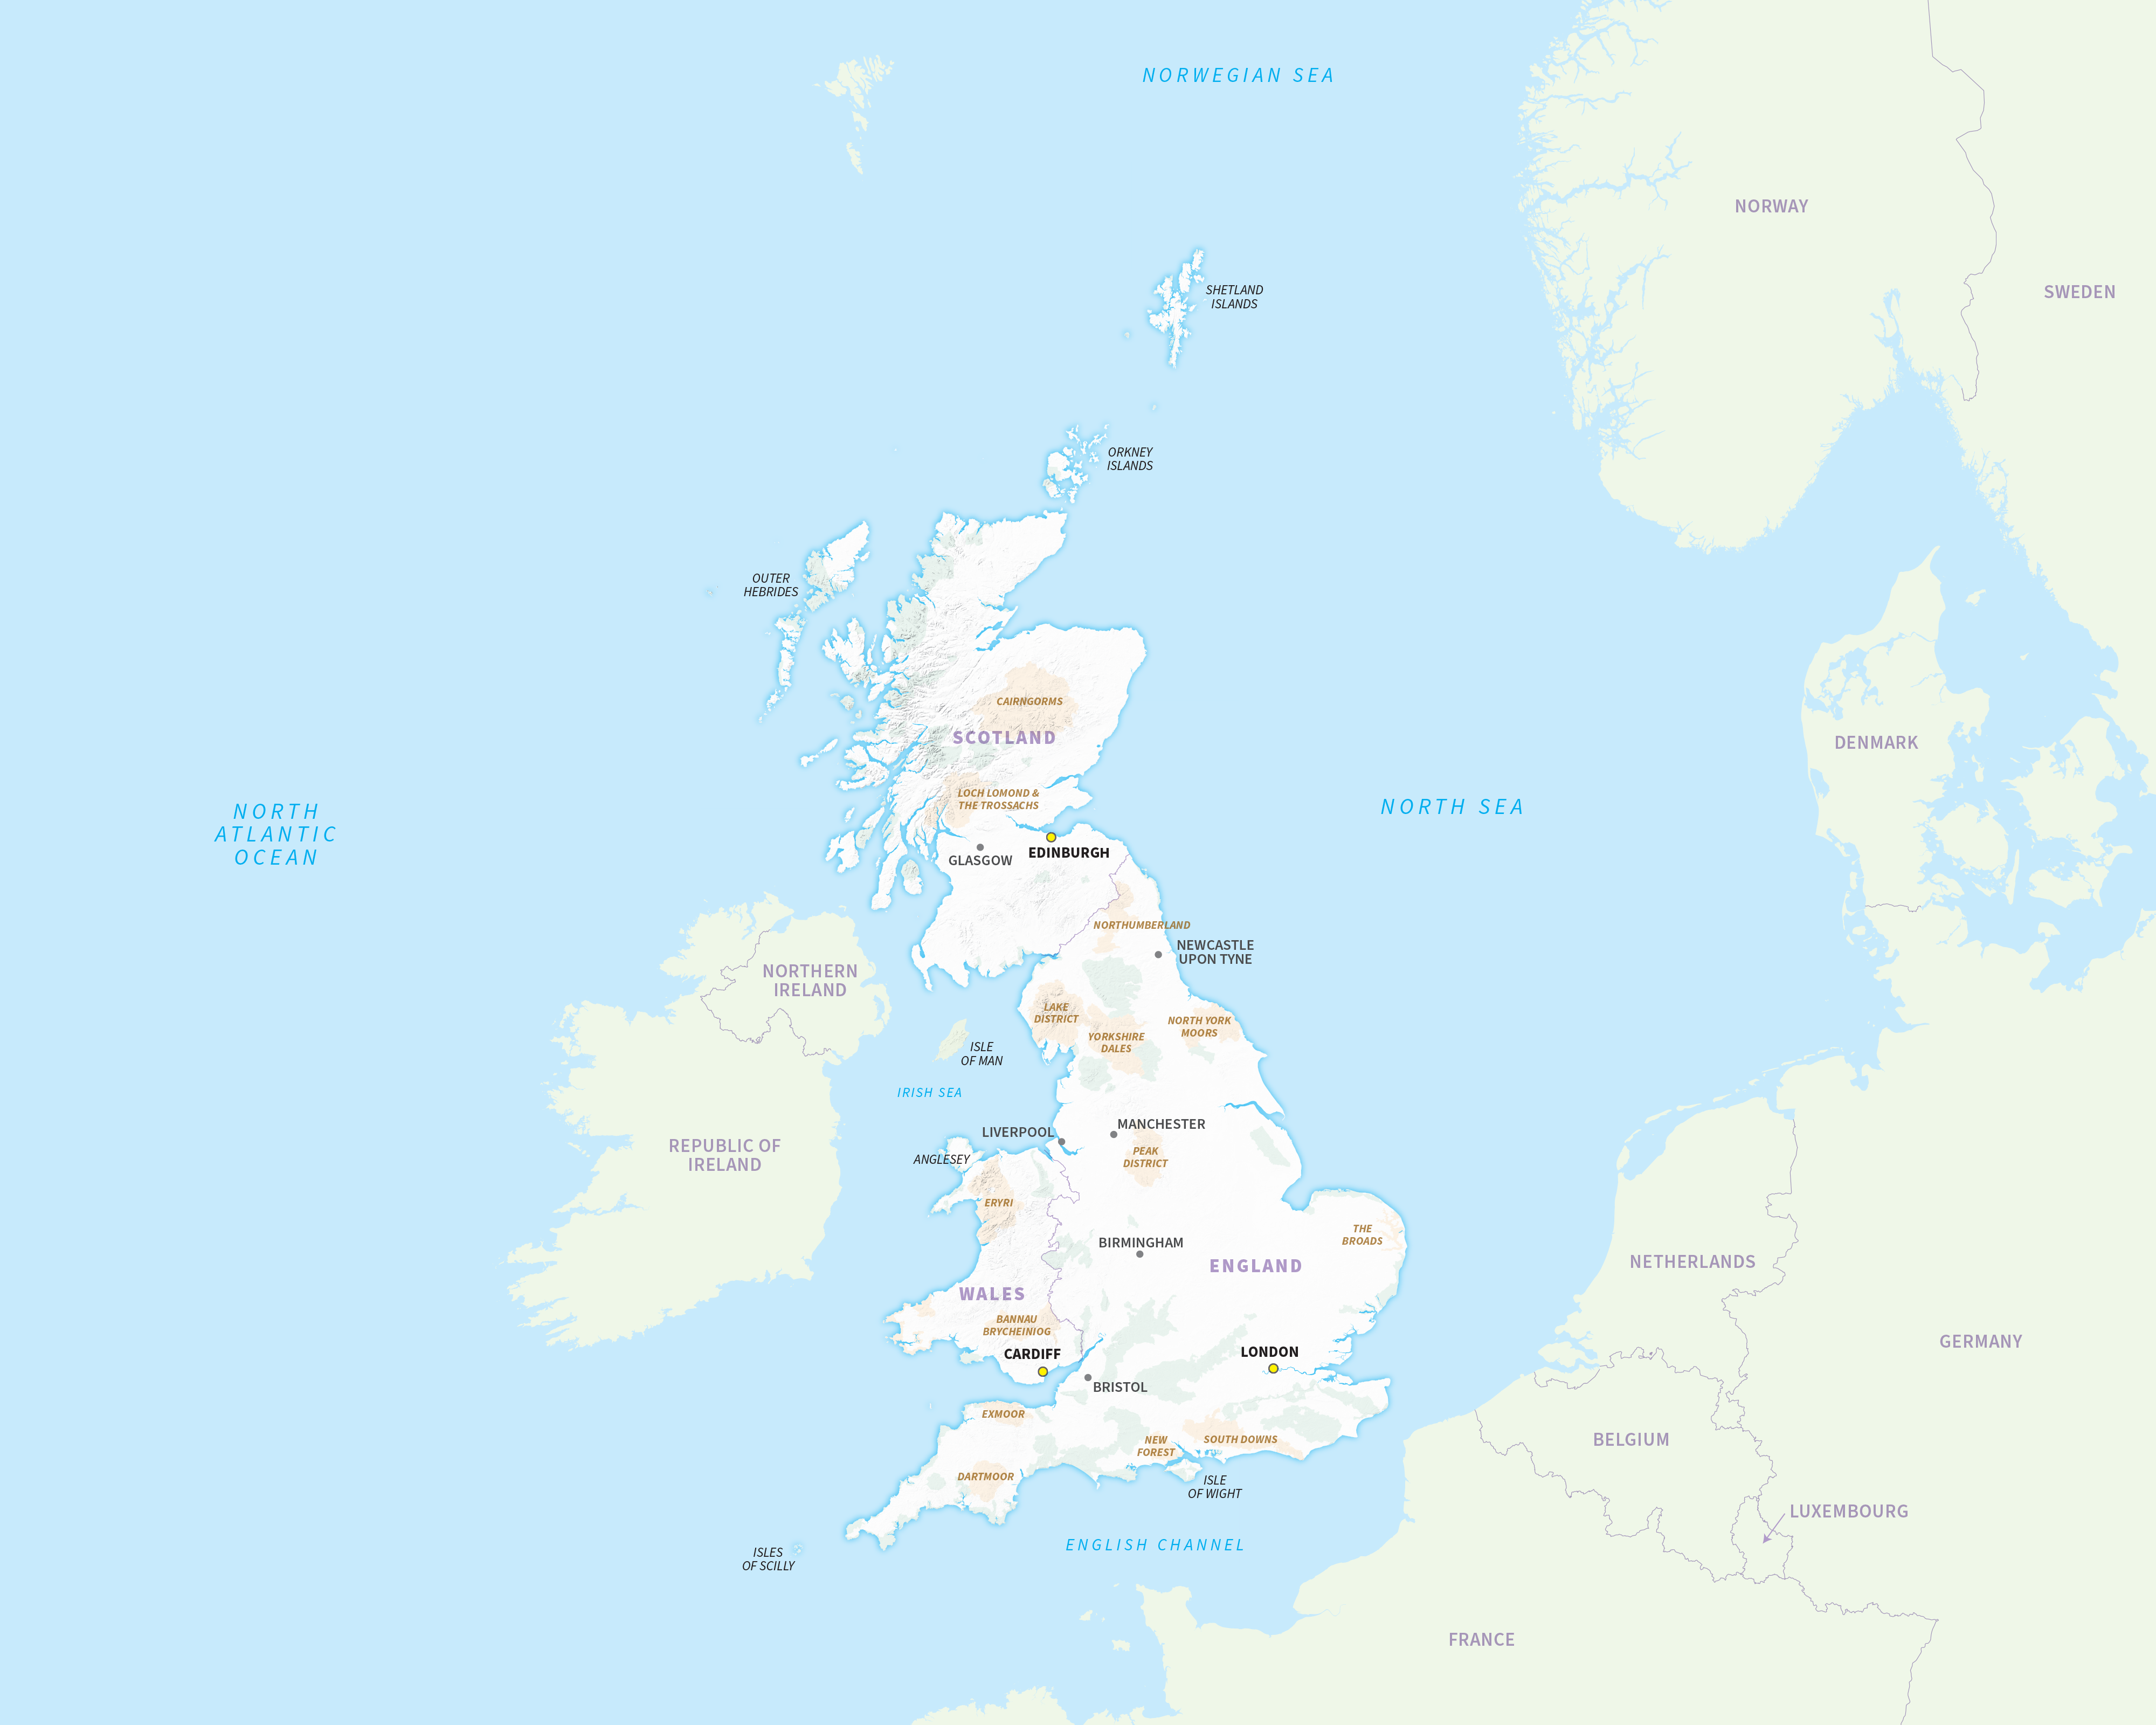 NORWEGIAN SEA
NORWAY
SWEDEN
SHETLAND
ISLANDS
ORKNEY
ISLANDS
OUTER
HEBRIDES
CAIRNGORMS
SCOTLAND
DENMARK
LOCH LOMOND &
THE TROSSACHS
NORTH SEA
NORTH
ATLANTIC
OCEAN
EDINBURGH
GLASGOW
NORTHUMBERLAND
NEWCASTLE
UPON TYNE
NORTHERN
IRELAND
LAKE
DISTRICT
NORTH YORK
MOORS
YORKSHIRE
DALES
ISLE
OF MAN
IRISH SEA
MANCHESTER
LIVERPOOL
REPUBLIC OF
IRELAND
ANGLESEY
PEAK
DISTRICT
ERYRI
THE
BROADS
BIRMINGHAM
ENGLAND
NETHERLANDS
WALES
BANNAU
BRYCHEINIOG
GERMANY
CARDIFF
LONDON
BRISTOL
EXMOOR
NEW
FOREST
SOUTH DOWNS
BELGIUM
DARTMOOR
ISLE
OF WIGHT
LUXEMBOURG
ENGLISH CHANNEL
ISLES
OF SCILLY
FRANCE